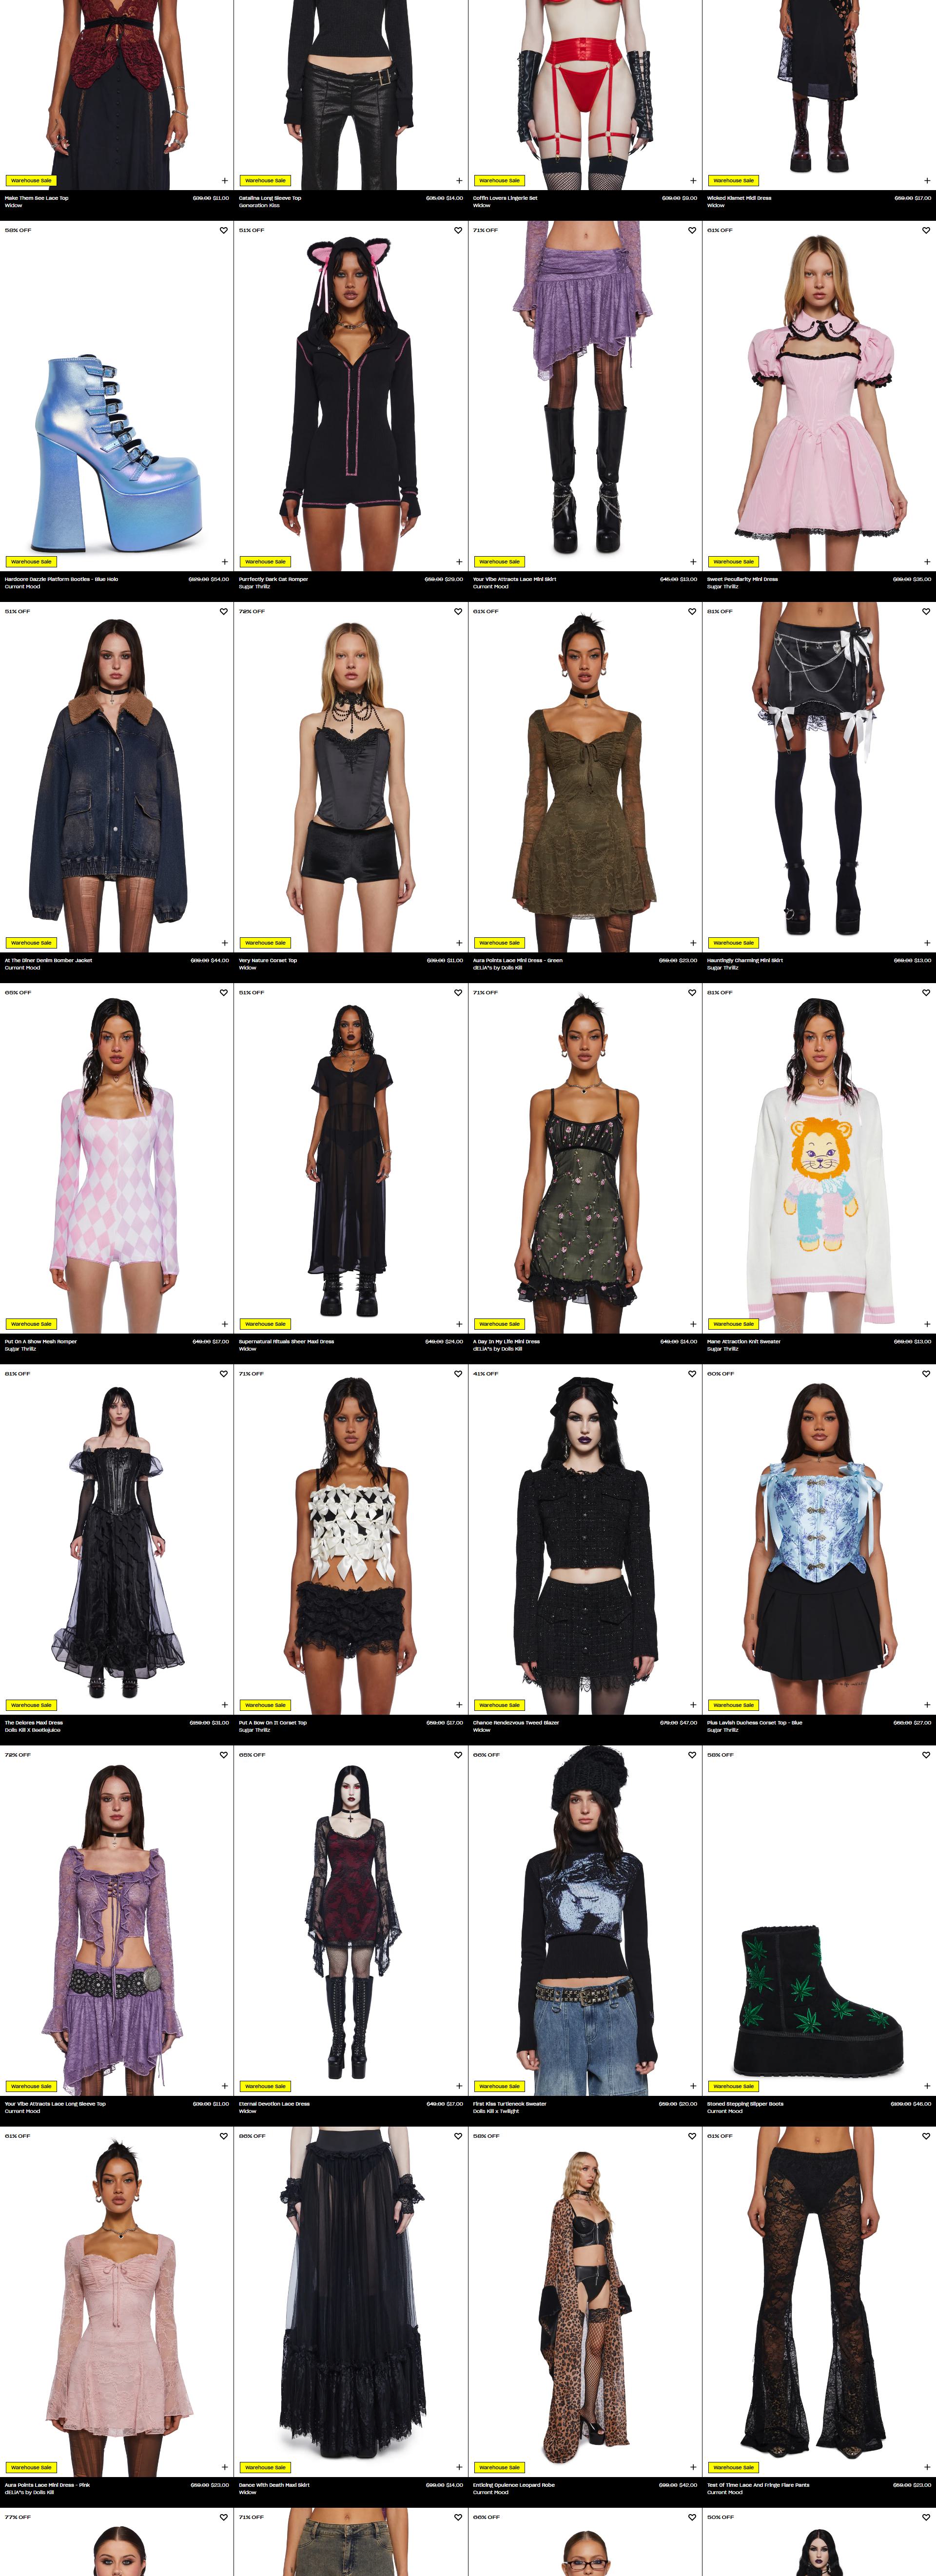 Warehouse Sale
+
Warehouse Sale
+
Warehouse Sale
+
Warehouse Sale
+
Make Them See Lace Top $39.00 $11.00
Widow
Catalina Long Sleeve Top $35.00 $14.00
Generation Kiss
Coffin Lovers Lingerie Set $39.00 $9.00
Widow
Wicked Kismet Midi Dress $59.00 $17.00
Widow
58% OFF
51% OFF
71% OFF
61% OFF
Warehouse Sale
+
Warehouse Sale
+
Warehouse Sale
+
Warehouse Sale
+
Hardcore Dazzle Platform Booties - Blue Holo $129.00 $54.00
Current Mood
Purrfectly Dark Cat Romper $59.00 $29.00
Sugar Thrillz
Your Vibe Attracts Lace Mini Skirt $45.00 $13.00
Current Mood
Sweet Peculiarity Mini Dress $89.00 $35.00
Sugar Thrillz
51% OFF
72% OFF
61% OFF
81% OFF
Warehouse Sale
+
Warehouse Sale
+
Warehouse Sale
+
Warehouse Sale
+
At The Diner Denim Bomber Jacket $89.00 $44.00
Current Mood
Very Nature Corset Top $39.00 $11.00
Widow
Aura Points Lace Mini Dress - Green $59.00 $23.00
dELiA*s by Dolls Kill
Hauntingly Charming Mini Skirt $69.00 $13.00
Sugar Thrillz
65% OFF
51% OFF
71% OFF
81% OFF
Warehouse Sale
+
Warehouse Sale
+
Warehouse Sale
+
Warehouse Sale
+
Put On A Show Mesh Romper $49.00 $17.00
Sugar Thrillz
Supernatural Rituals Sheer Maxi Dress $49.00 $24.00
Widow
A Day In My Life Mini Dress $49.00 $14.00
dELiA*s by Dolls Kill
Mane Attraction Knit Sweater $69.00 $13.00
Sugar Thrillz
81% OFF
71% OFF
41% OFF
60% OFF
Warehouse Sale
+
Warehouse Sale
+
Warehouse Sale
+
Warehouse Sale
+
The Delores Maxi Dress $159.00 $31.00
Dolls Kill X Beetlejuice
Put A Bow On It Corset Top $59.00 $17.00
Sugar Thrillz
Chance Rendezvous Tweed Blazer $79.00 $47.00
Widow
Plus Lavish Duchess Corset Top - Blue $68.00 $27.00
Sugar Thrillz
72% OFF
65% OFF
66% OFF
58% OFF
Warehouse Sale
+
Warehouse Sale
+
Warehouse Sale
+
Warehouse Sale
+
Your Vibe Attracts Lace Long Sleeve Top $39.00 $11.00
Current Mood
Eternal Devotion Lace Dress $49.00 $17.00
Widow
First Kiss Turtleneck Sweater $59.00 $20.00
Dolls Kill x Twilight
Stoned Stepping Slipper Boots $109.00 $46.00
Current Mood
61% OFF
86% OFF
58% OFF
61% OFF
Warehouse Sale
+
Warehouse Sale
+
Warehouse Sale
+
Warehouse Sale
+
Aura Points Lace Mini Dress - Pink $59.00 $23.00
dELiA*s by Dolls Kill
Dance With Death Maxi Skirt $99.00 $14.00
Widow
Enticing Opulence Leopard Robe $99.00 $42.00
Current Mood
Test Of Time Lace And Fringe Flare Pants $59.00 $23.00
Current Mood
77% OFF
71% OFF
66% OFF
50% OFF